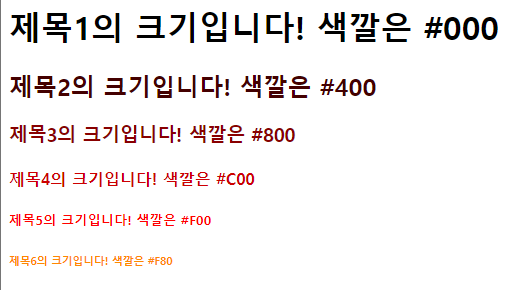 제목1의 크기입니다! 색깔은 #000
제목2의 크기입니다! 색깔은 #400
제목3의 크기입니다! 색깔은 #800
제목4의 크기입니다! 색깔은 #C00
제목5의 크기입니다! 색깔은 #F00
제목6의 크기입니다! 색깔은 #F80